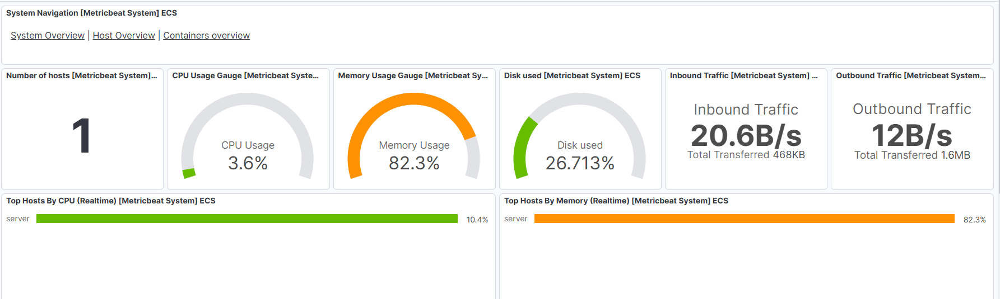 System Navigation [Metricbeat System] ECS
System Overview | Host Overview | Containers overview
Number of hosts [Metricbeat System]...
1
CPU Usage Gauge [Metricbeat Syste...
CPU Usage
3.6%
Memory Usage Gauge [Metricbeat Sy...
Memory Usage
82.3%
Disk used [Metricbeat System] ECS
Disk used
26.713%
Inbound Traffic [Metricbeat System] ...
Inbound Traffic
20.6B/s
Total Transferred 468KB
Outbound Traffic [Metricbeat System...
Outbound Traffic
12B/s
Total Transferred 1.6MB
Top Hosts By CPU (Realtime) [Metricbeat System] ECS
server 10.4%
Top Hosts By Memory (Realtime) [Metricbeat System] ECS
server 82.3%